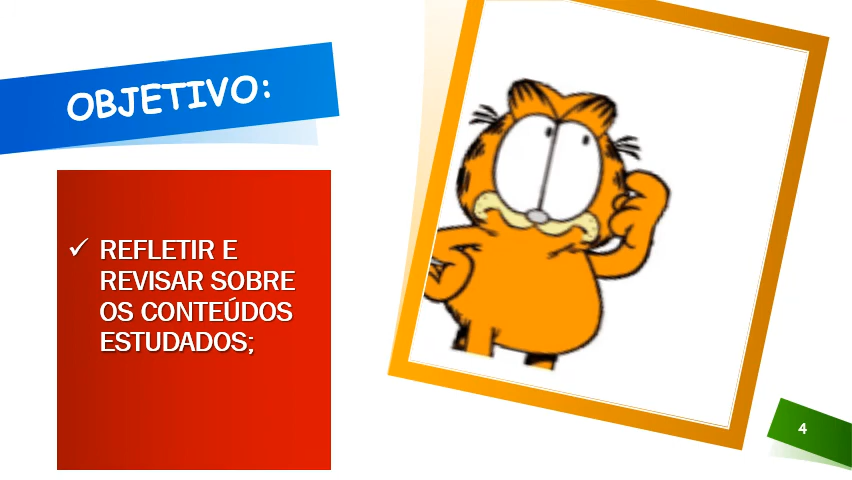 OBJETIVO:
✓ REFLETIR E
REVISAR SOBRE
OS CONTEÚDOS
ESTUDADOS;
4